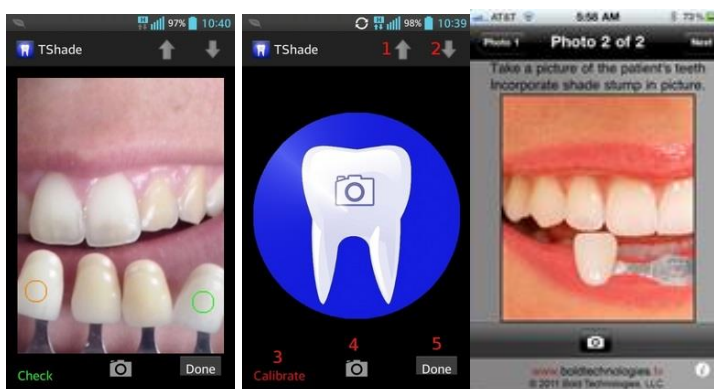 97% 10:40
TShade
Check
Done
98% 10:39
TShade
1
2
3
4
5
Calibrate
Done
AT&T
5:58 AM
Photo 1
Photo 2 of 2
Next
Take a picture of the patient's teeth
Incorporate shade stump in picture.
www.boldtechnologies.tv
© 2011 Bold Technologies, LLC